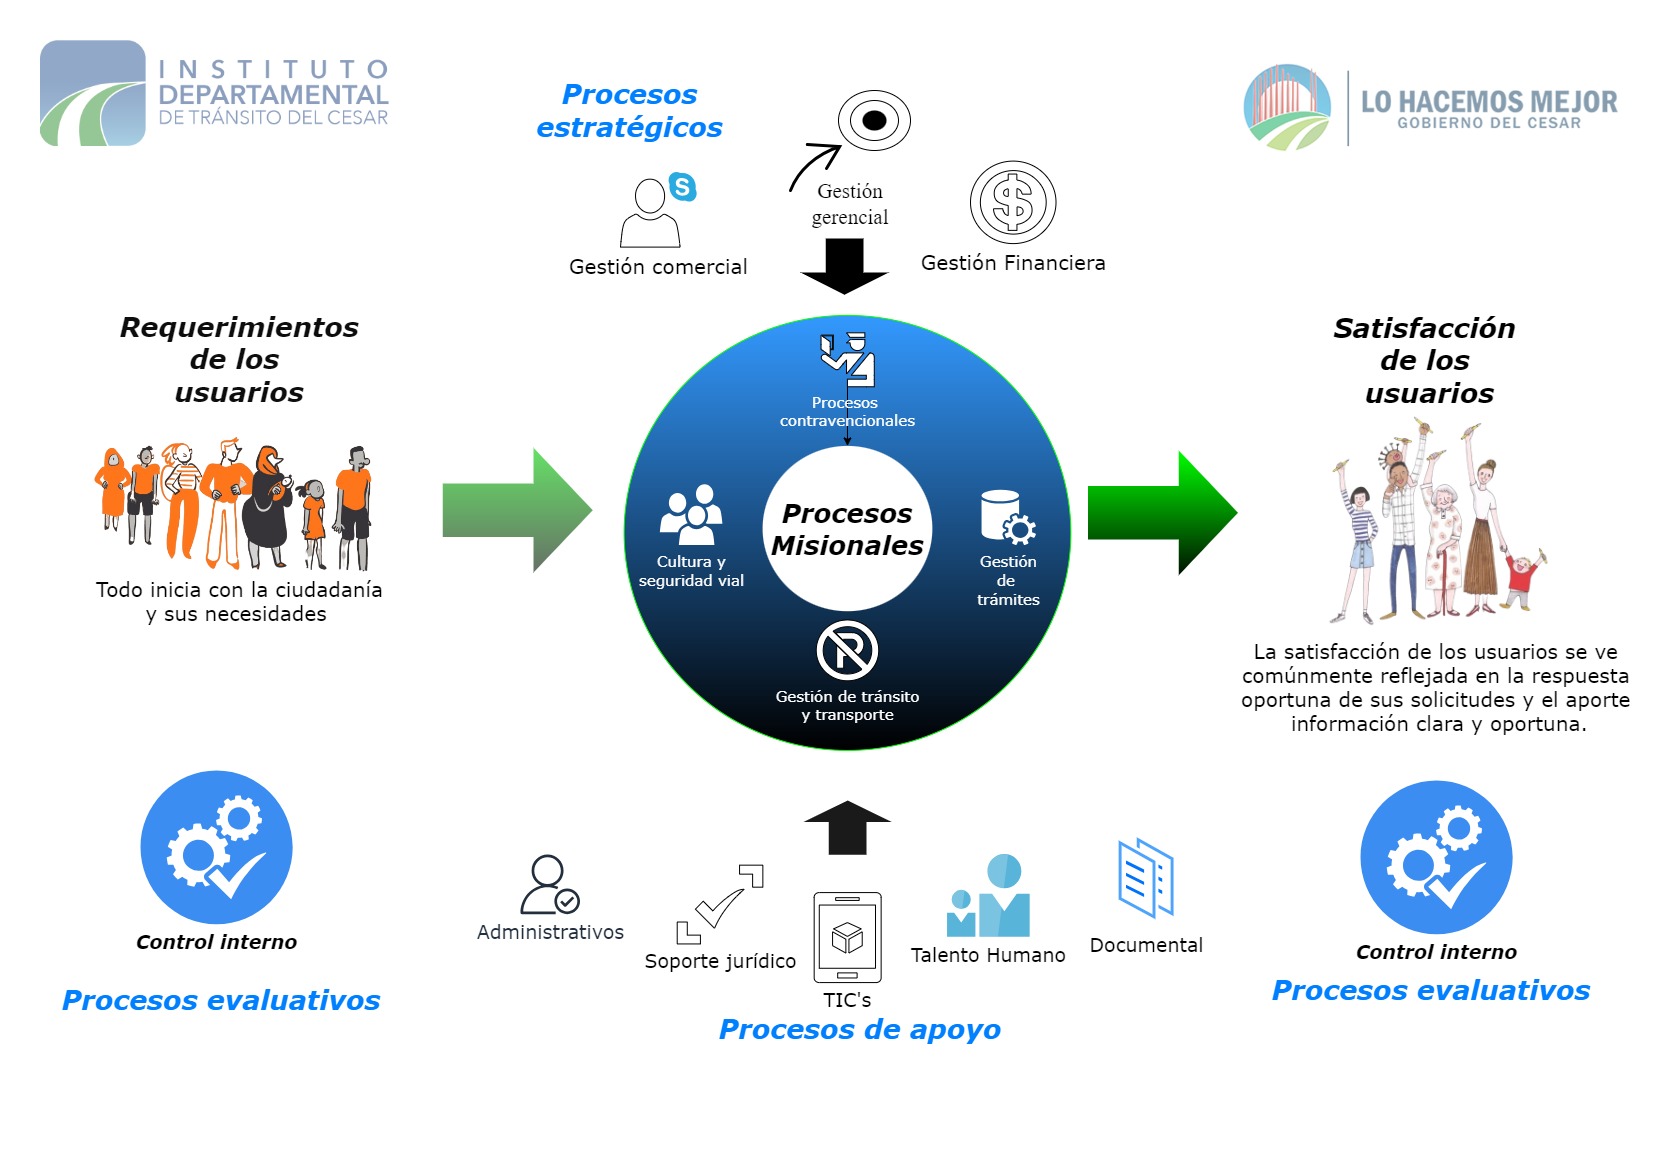 INSTITUTO
DEPARTAMENTAL
DE TRÁNSITO DEL CESAR
Procesos
estratégicos
LO HACEMOS MEJOR
GOBIERNO DEL CESAR
S
Gestión
gerencial
Gestión comercial
Gestión Financiera
Requerimientos
de los
usuarios
Todo inicia con la ciudadanía
y sus necesidades
Procesos
contravencionales
Cultura y
seguridad vial
Procesos
Misionales
Gestión
de
trámites
Gestión de tránsito
y transporte
Satisfacción
de los
usuarios
La satisfacción de los usuarios se ve
comúnmente reflejada en la respuesta
oportuna de sus solicitudes y el aporte
información clara y oportuna.
Control interno
Procesos evaluativos
Administrativos
Soporte jurídico
TIC's
Talento Humano
Documental
Procesos de apoyo
Control interno
Procesos evaluativos